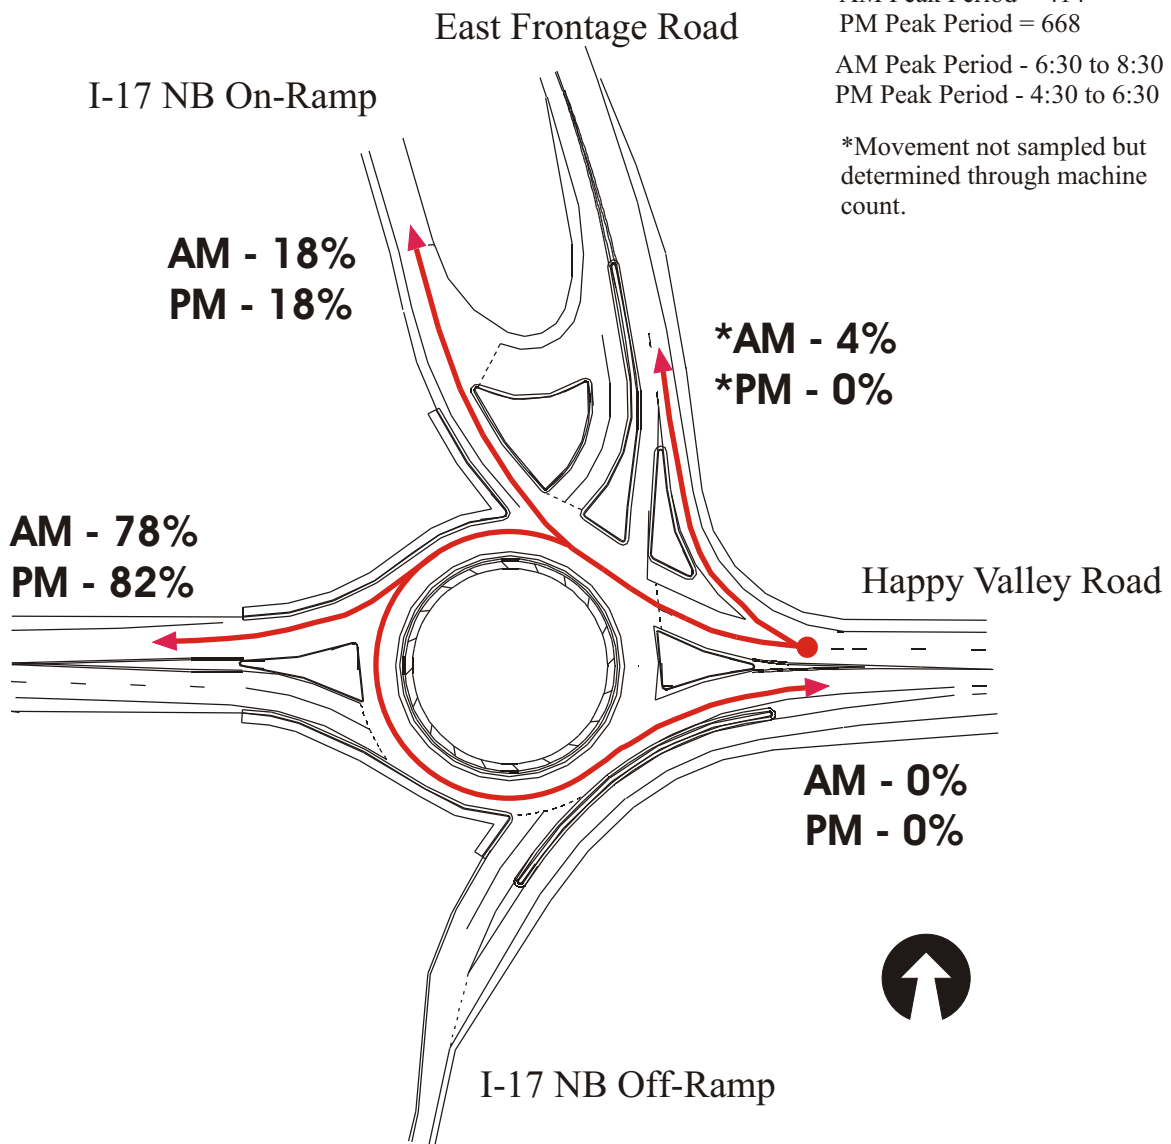 PM Peak Period = 668
AM Peak Period - 6:30 to 8:30
PM Peak Period - 4:30 to 6:30
*Movement not sampled but
determined through machine
count.
East Frontage Road
I-17 NB On-Ramp
AM - 18%
PM - 18%
*AM - 4%
*PM - 0%
AM - 78%
PM - 82%
Happy Valley Road
AM - 0%
PM - 0%
I-17 NB Off-Ramp